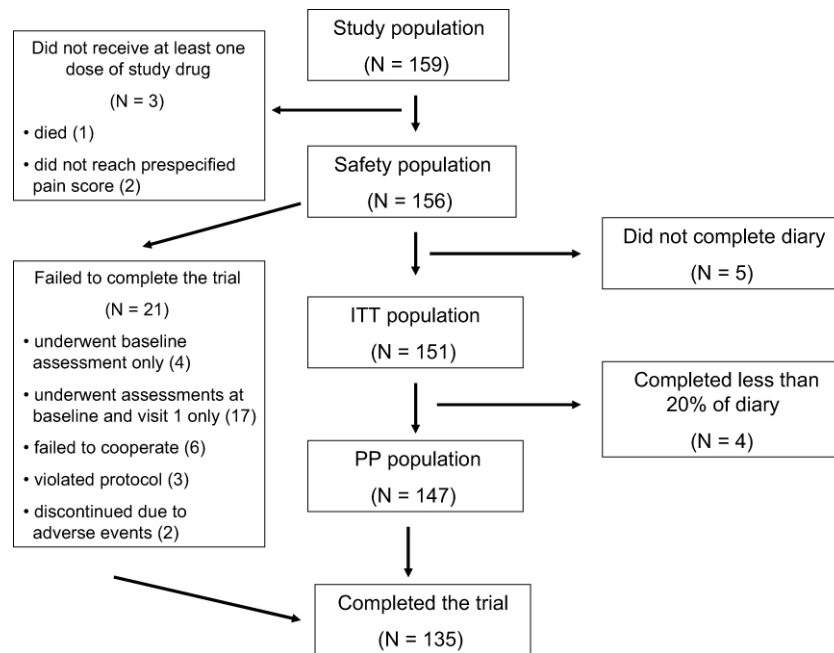 Study population
(N = 159)
Did not receive at least one
dose of study drug
(N = 3)
• died (1)
• did not reach prespecified
pain score (2)
Safety population
(N = 156)
Did not complete diary
(N = 5)
Failed to complete the trial
(N = 21)
• underwent baseline
assessment only (4)
• underwent assessments at
baseline and visit 1 only (17)
• failed to cooperate (6)
• violated protocol (3)
• discontinued due to
adverse events (2)
ITT population
(N = 151)
Completed less than
20% of diary
(N = 4)
PP population
(N = 147)
Completed the trial
(N = 135)